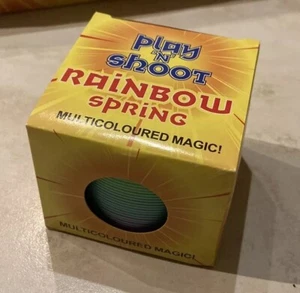 play
'n'
shoot
RAINBOW
SPRING
MULTICOLOURED MAGIC!
MULTICOLOURED MAGIC!